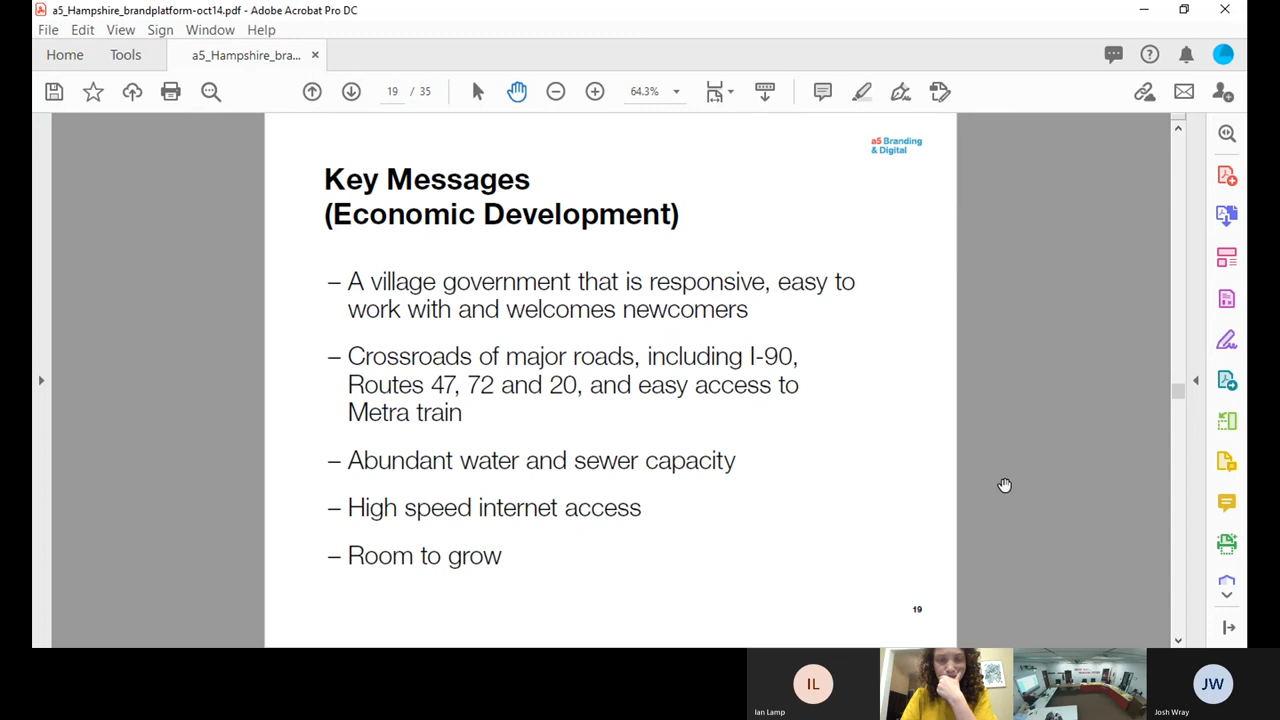 a5_Hampshire_brandplatform-oct14.pdf - Adobe Acrobat Pro DC
File Edit View Sign Window Help
Home Tools a5_Hampshire_bra... ×
19 / 35 64.3%
a5 Branding
& Digital
Key Messages
(Economic Development)
– A village government that is responsive, easy to
work with and welcomes newcomers
– Crossroads of major roads, including I-90,
Routes 47, 72 and 20, and easy access to
Metra train
– Abundant water and sewer capacity
– High speed internet access
– Room to grow
19
IL
JW
Ian Lamp
Josh Wray